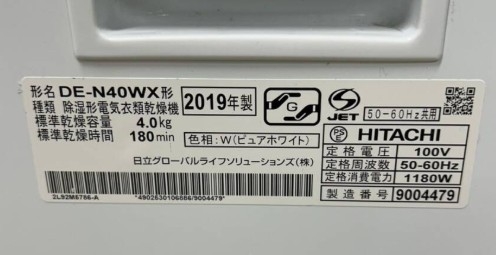 形名 DE-N40WX形
種類 除湿形電気衣類乾燥機
標準乾燥容量 4.0kg
標準乾燥時間 180min
2019年製
色相:W(ピュアホワイト)
日立グローバルライフソリューションズ(株)
2L92M5786-A
*4902530106886/9004479*
G
JET
50-60Hz共用
PSE
HITACHI
定格電圧 100V
定格周波数 50-60Hz
定格消費電力 1180W
製造番号 9004479